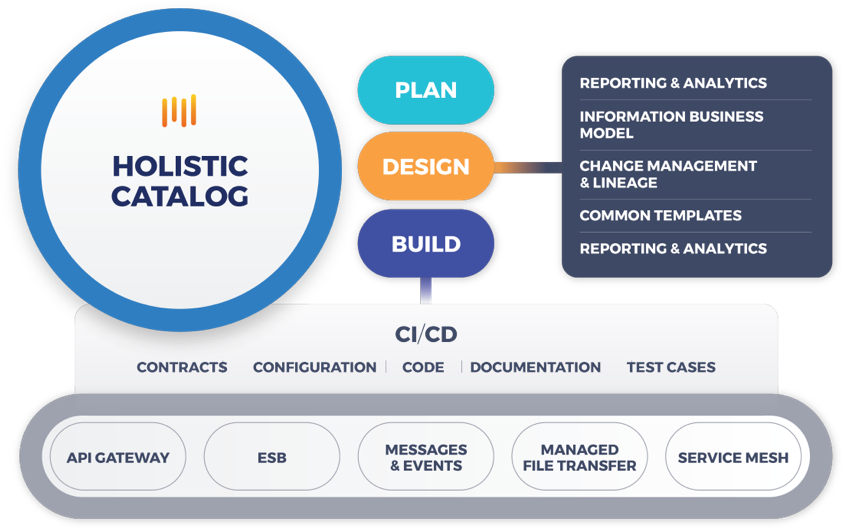 HOLISTIC
CATALOG
PLAN
DESIGN
BUILD
REPORTING & ANALYTICS
INFORMATION BUSINESS
MODEL
CHANGE MANAGEMENT
& LINEAGE
COMMON TEMPLATES
REPORTING & ANALYTICS
CI/CD
CONTRACTS CONFIGURATION | CODE | DOCUMENTATION TEST CASES
API GATEWAY
ESB
MESSAGES
& EVENTS
MANAGED
FILE TRANSFER
SERVICE MESH